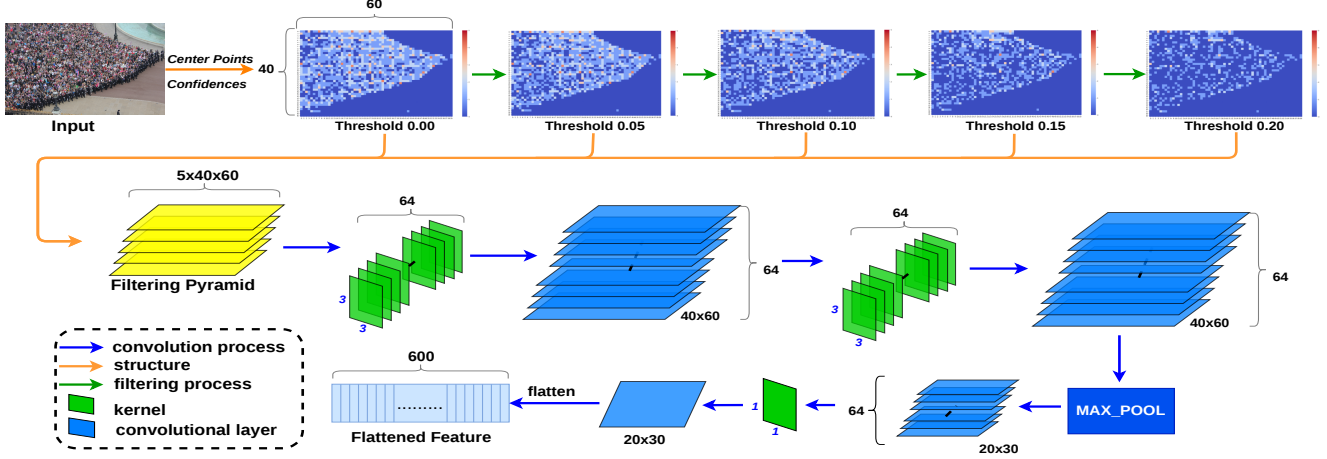 60
Center Points
Confidences
40
Input
Threshold 0.00
Threshold 0.05
Threshold 0.10
Threshold 0.15
Threshold 0.20
5x40x60
Filtering Pyramid
64
3
3
64
40x60
64
3
3
64
40x60
convolution process
structure
filtering process
kernel
convolutional layer
600
.........
Flattened Feature
flatten
20x30
1
1
64
20x30
MAX_POOL